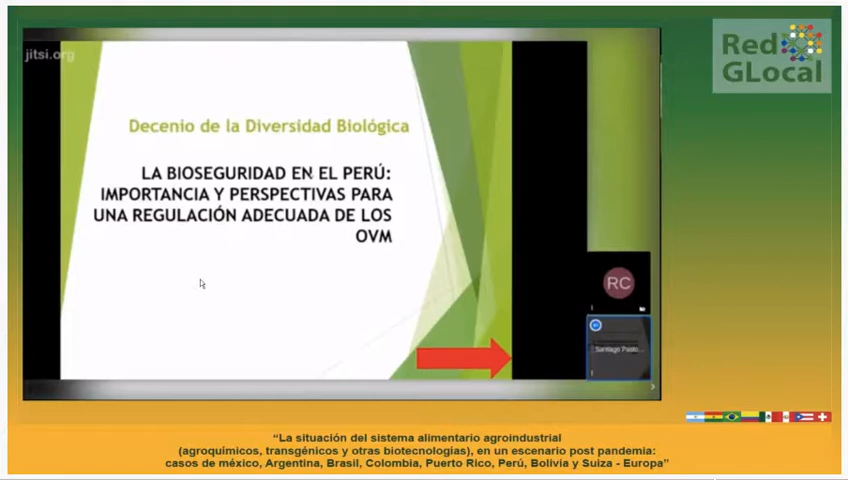 jitsi.org
Red
GLocal
Decenio de la Diversidad Biológica
LA BIOSEGURIDAD EN EL PERÚ:
IMPORTANCIA Y PERSPECTIVAS PARA
UNA REGULACIÓN ADECUADA DE LOS
OVM
RC
Santiago Pasto...
“La situación del sistema alimentario agroindustrial
(agroquímicos, transgénicos y otras biotecnologías), en un escenario post pandemia:
casos de méxico, Argentina, Brasil, Colombia, Puerto Rico, Perú, Bolivia y Suiza - Europa”